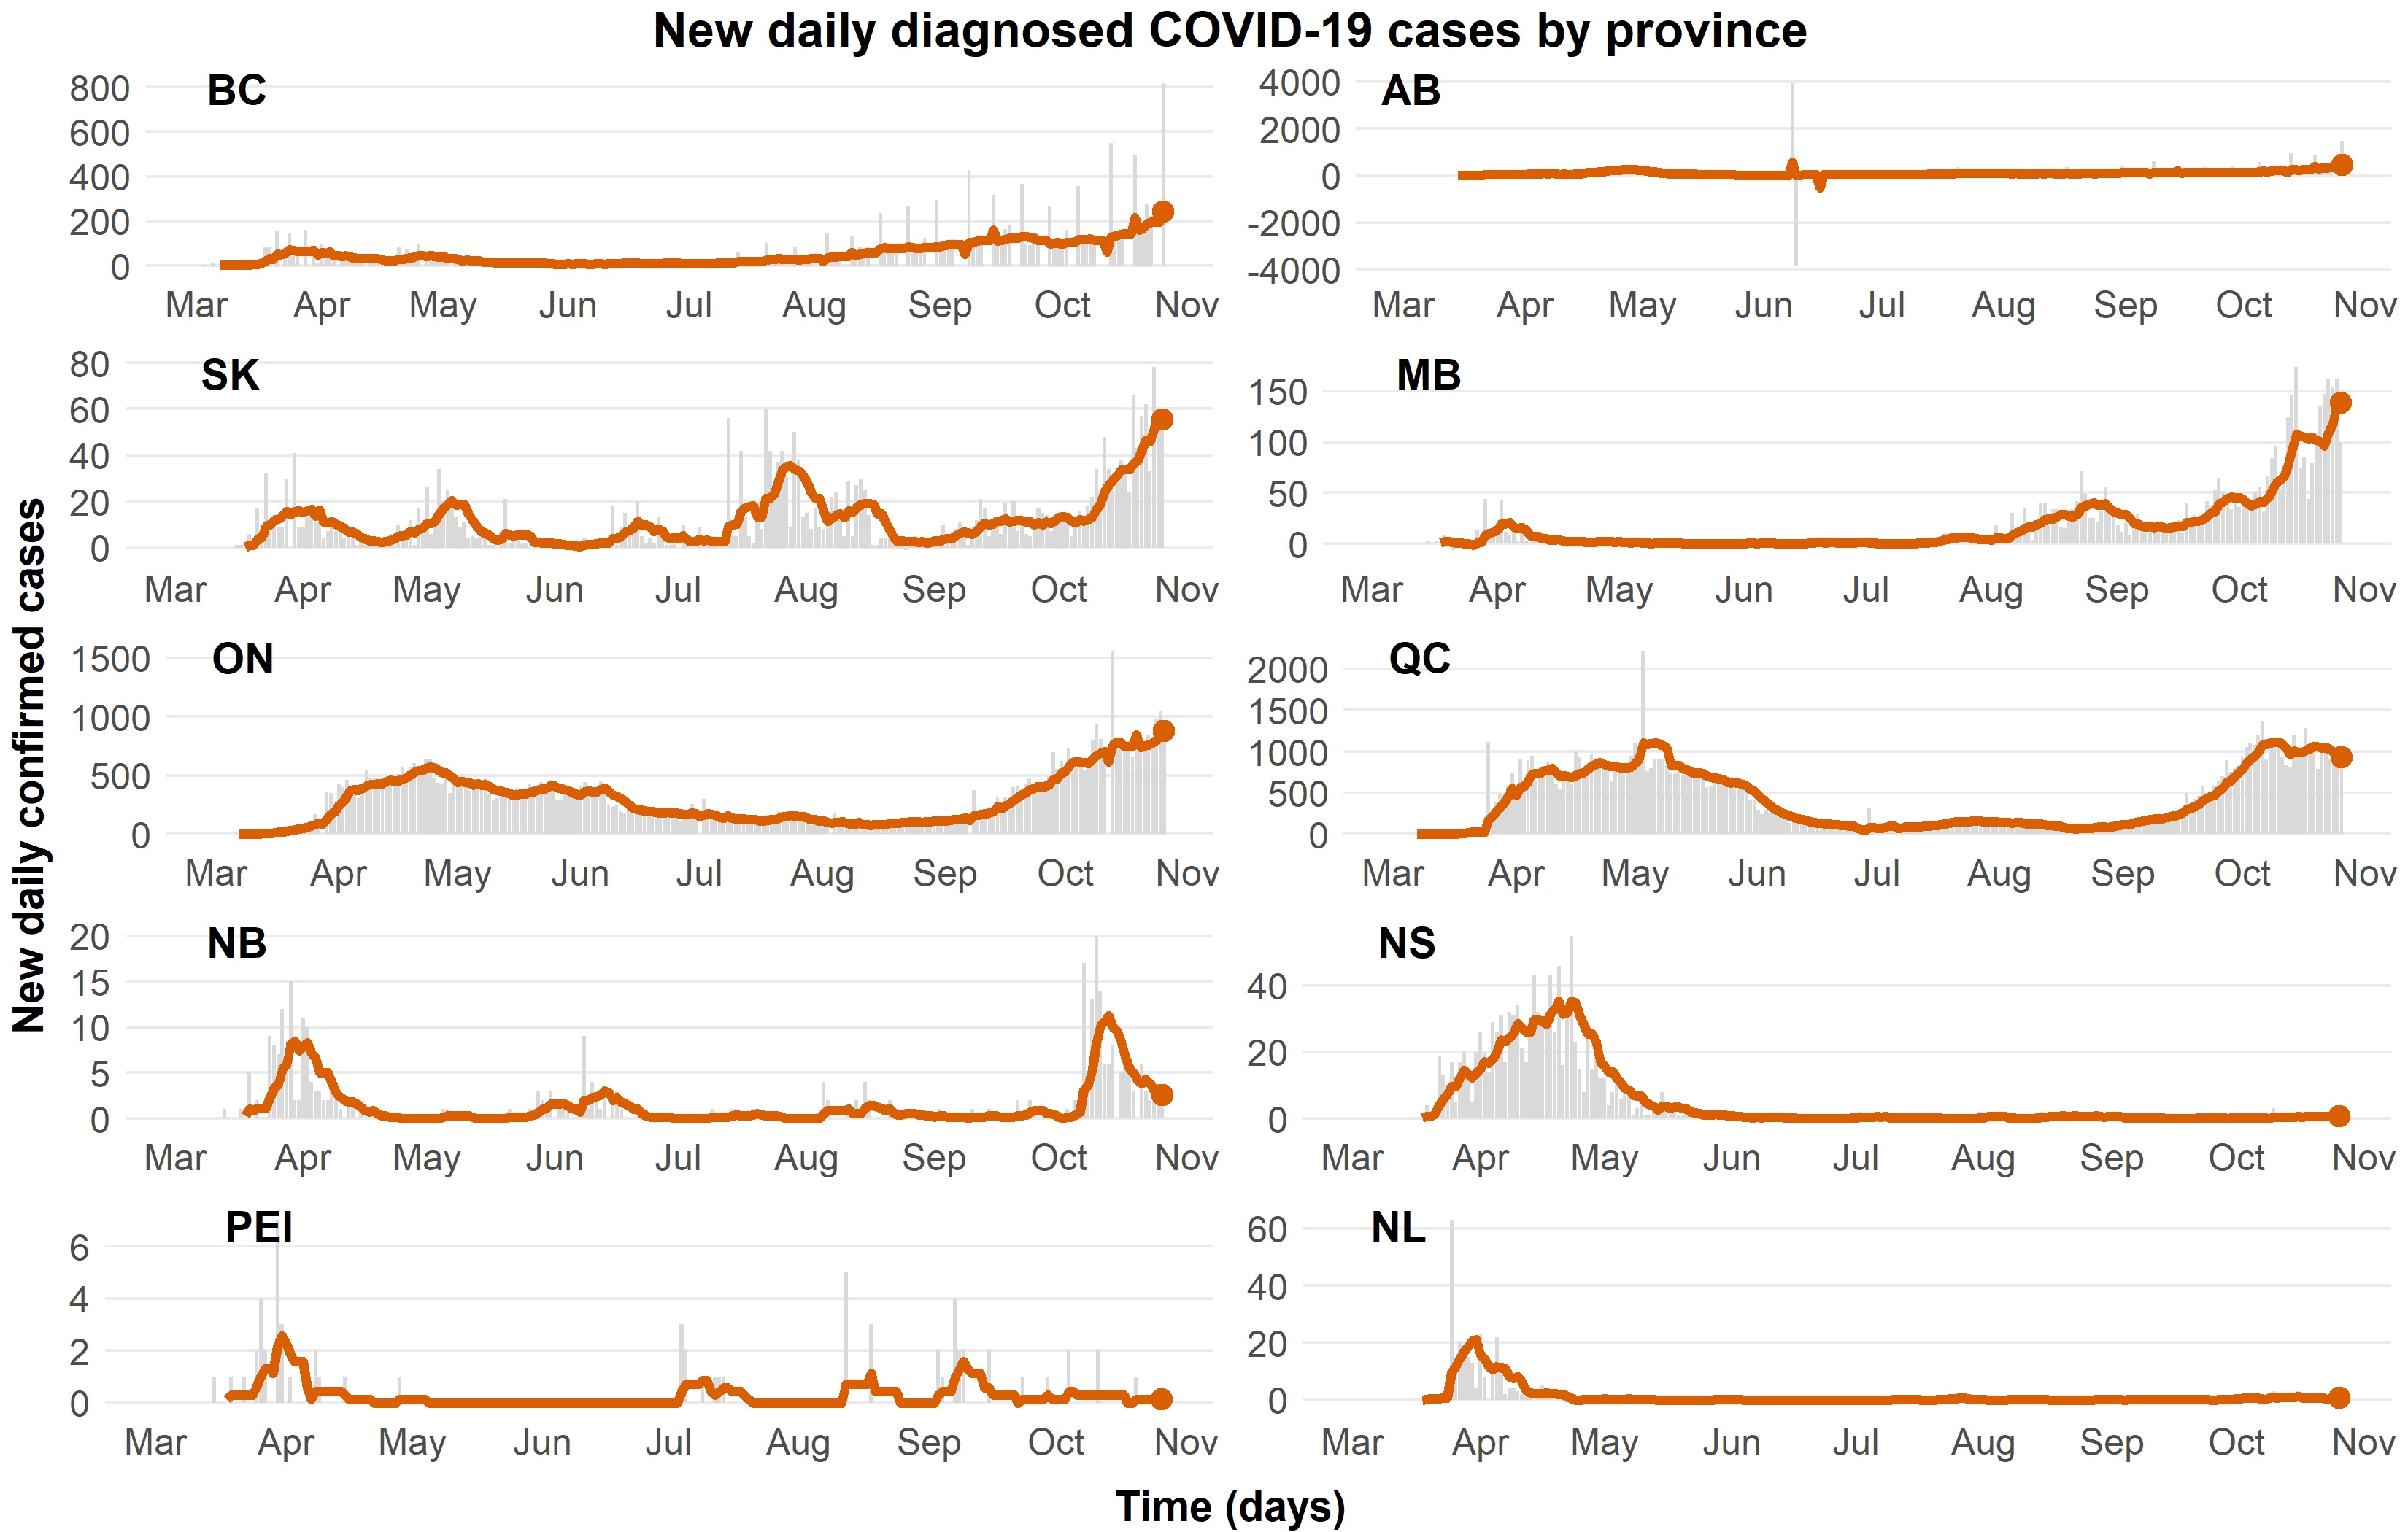 New daily diagnosed COVID-19 cases by province
New daily confirmed cases
BC
800
600
400
200
0
Mar Apr May Jun Jul Aug Sep Oct Nov
AB
4000
2000
0
-2000
-4000
Mar Apr May Jun Jul Aug Sep Oct Nov
SK
80
60
40
20
0
Mar Apr May Jun Jul Aug Sep Oct Nov
MB
150
100
50
0
Mar Apr May Jun Jul Aug Sep Oct Nov
ON
1500
1000
500
0
Mar Apr May Jun Jul Aug Sep Oct Nov
QC
2000
1500
1000
500
0
Mar Apr May Jun Jul Aug Sep Oct Nov
NB
20
15
10
5
0
Mar Apr May Jun Jul Aug Sep Oct Nov
NS
40
20
0
Mar Apr May Jun Jul Aug Sep Oct Nov
PEI
6
4
2
0
Mar Apr May Jun Jul Aug Sep Oct Nov
NL
60
40
20
0
Mar Apr May Jun Jul Aug Sep Oct Nov
Time (days)